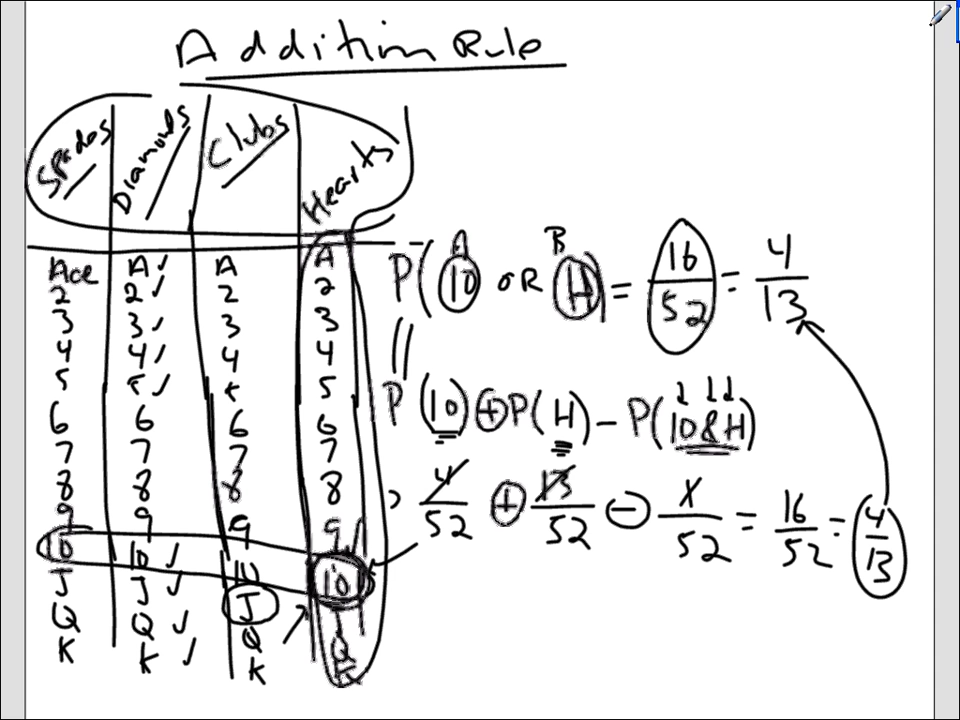 Addition Rule
Spades Diamonds Clubs Hearts
Ace A A A
2 2 2 2
3 3 3 3
4 4 4 4
5 5 5 5
6 6 6 6
7 7 7 7
8 8 8 8
9 9 9 9
10 10 10 10
J J J J
Q Q Q Q
K K K K
A B
P(10 OR H) = 16/52 = 4/13
||
P(10) + P(H) - P(10&H)
4/52 + 13/52 - 1/52 = 16/52 = 4/13